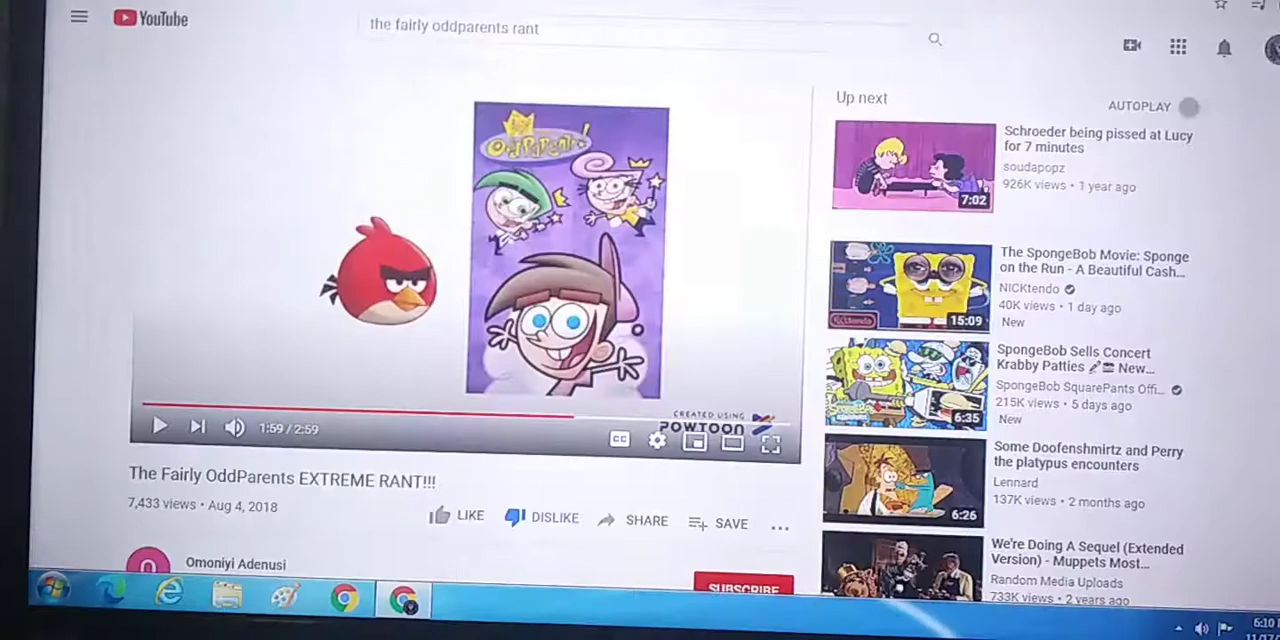 YouTube
the fairly oddparents rant
OddParents!
CREATED USING
POWTOON
1:59 / 2:59
CC
The Fairly OddParents EXTREME RANT!!!
7,433 views • Aug 4, 2018
LIKE
DISLIKE
SHARE
SAVE
Omoniyi Adenusi
SUBSCRIBE
Up next
AUTOPLAY
Schroeder being pissed at Lucy
for 7 minutes
soudapopz
926K views • 1 year ago
7:02
The SpongeBob Movie: Sponge
on the Run - A Beautiful Cash...
NICKtendo
40K views • 1 day ago
New
15:09
SpongeBob Sells Concert
Krabby Patties 🎤🍔 New...
SpongeBob SquarePants Offi...
215K views • 5 days ago
New
6:35
Some Doofenshmirtz and Perry
the platypus encounters
Lennard
137K views • 2 months ago
6:26
We're Doing A Sequel (Extended
Version) - Muppets Most...
Random Media Uploads
733K views • 2 years ago
6:10